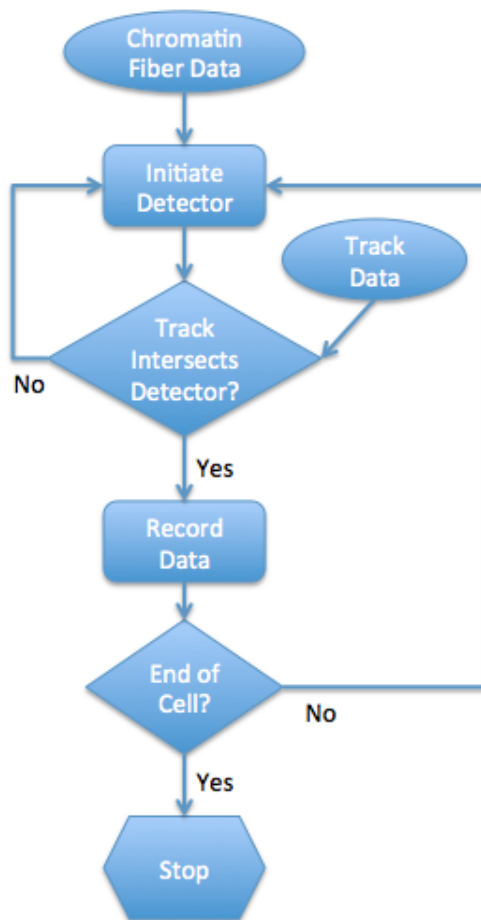 Chromatin
Fiber Data
Initiate
Detector
Track
Data
Track
Intersects
Detector?
No
Yes
Record
Data
End of
Cell?
No
Yes
Stop